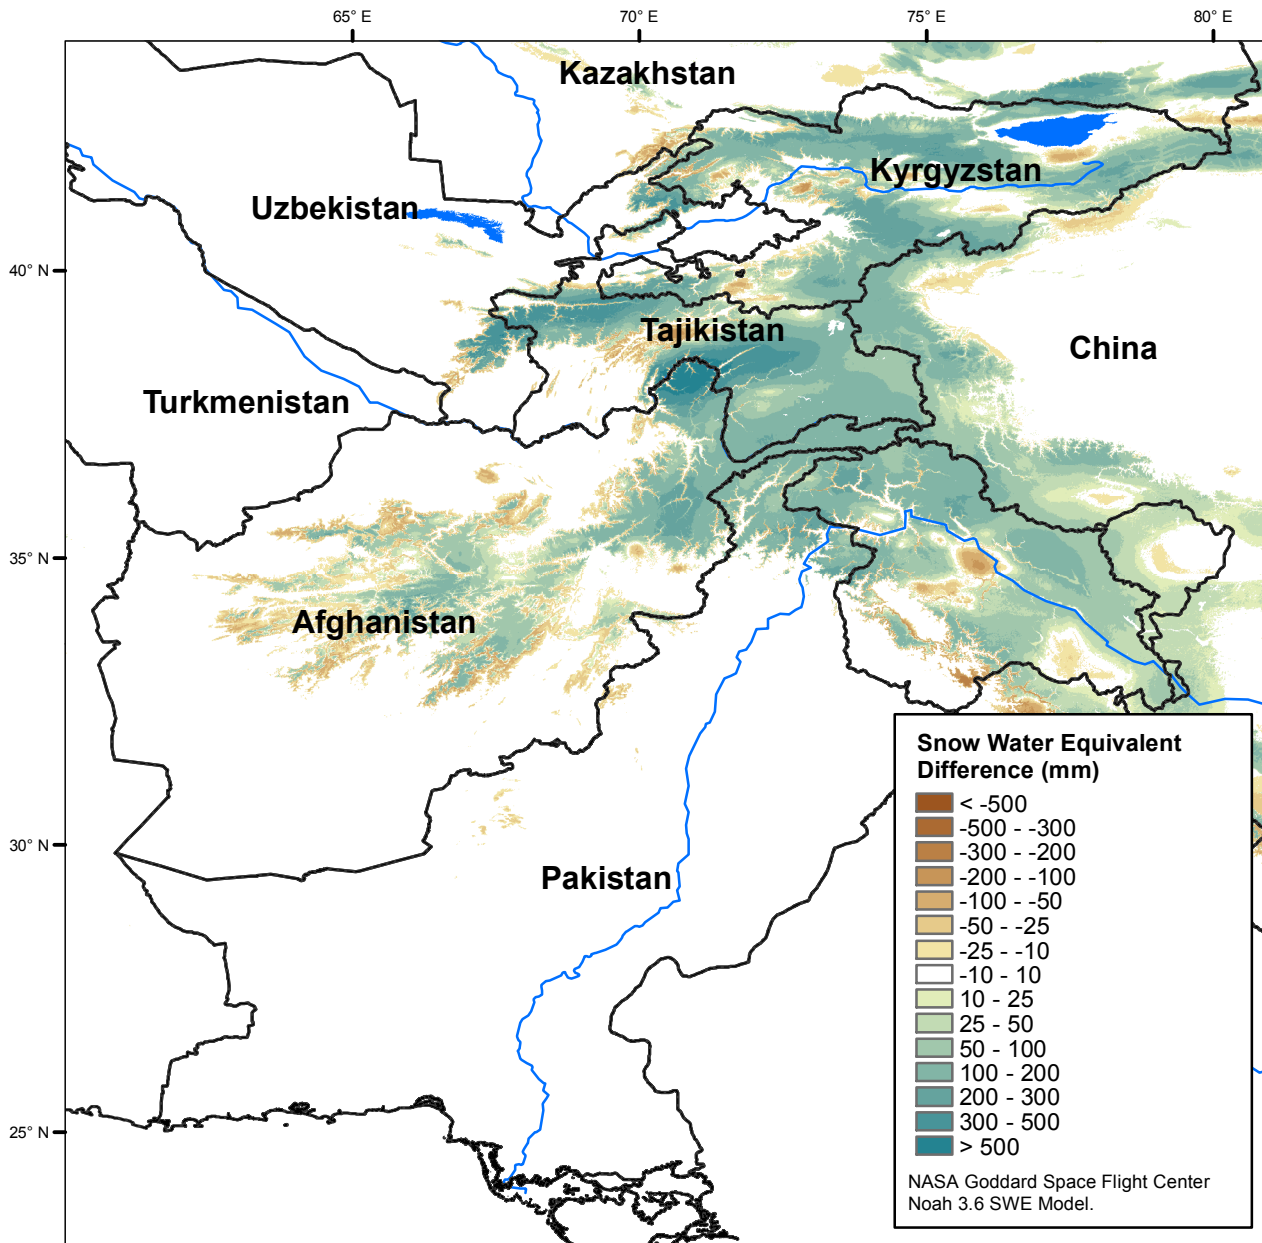 65° E 70° E 75° E 80° E
Kazakhstan
Kyrgyzstan
Uzbekistan
40° N
Tajikistan
China
Turkmenistan
35° N
Afghanistan
30° N
Pakistan
25° N
Snow Water Equivalent
Difference (mm)
< -500
-500 - -300
-300 - -200
-200 - -100
-100 - -50
-50 - -25
-25 - -10
-10 - 10
10 - 25
25 - 50
50 - 100
100 - 200
200 - 300
300 - 500
> 500
NASA Goddard Space Flight Center
Noah 3.6 SWE Model.